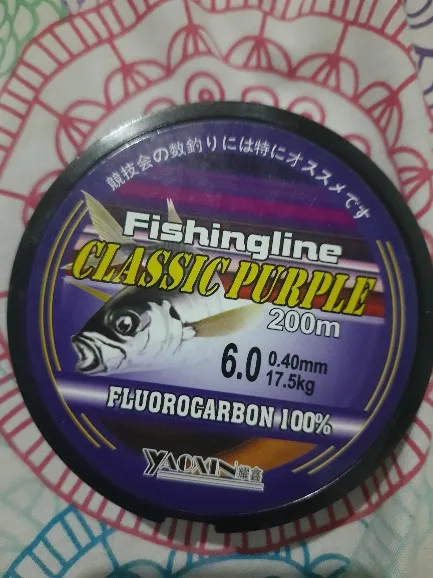 競技会の数釣りには特にオススメです
Fishingline
CLASSIC PURPLE
200m
6.0 0.40mm
17.5kg
FLUOROCARBON 100%
YAOXIN 耀鑫